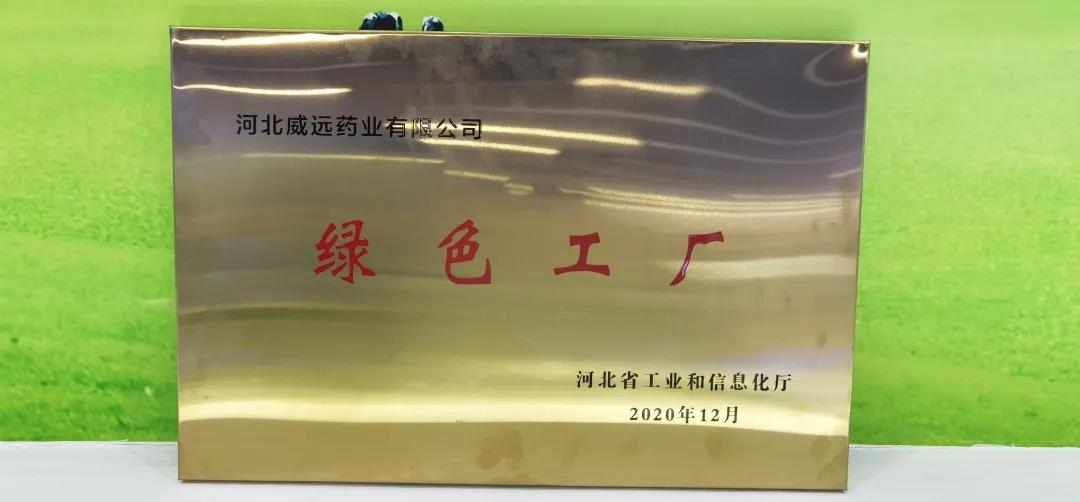 河北威远药业有限公司
绿色工厂
河北省工业和信息化厅
2020年12月